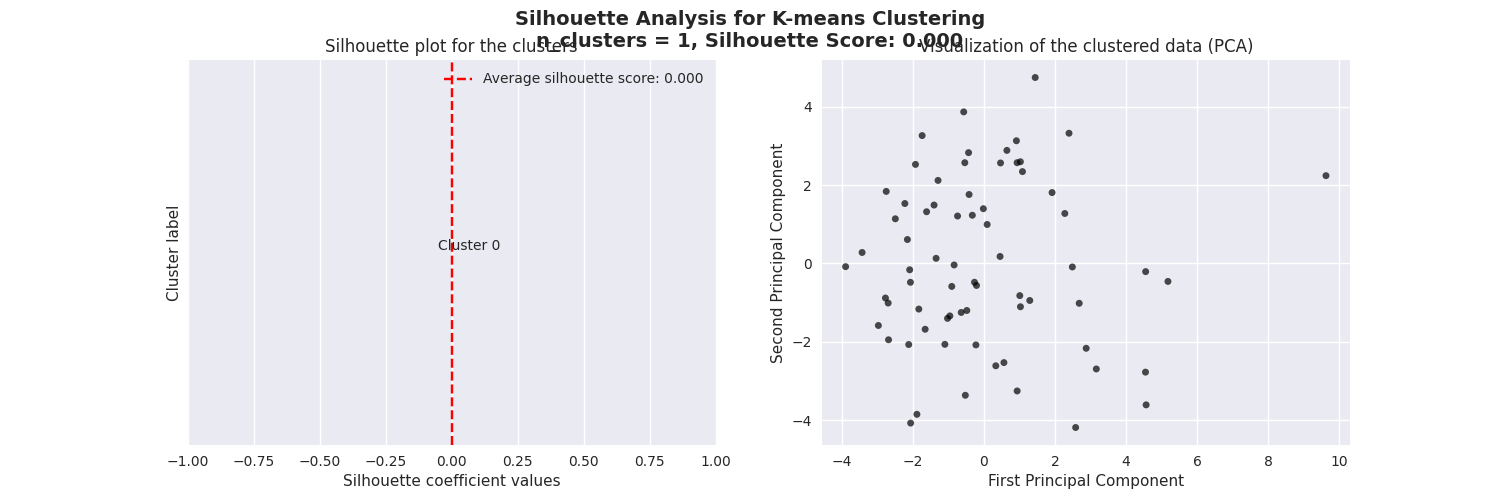 Silhouette Analysis for K-means Clustering
n_clusters = 1, Silhouette Score: 0.000
Silhouette plot for the clusters
Average silhouette score: 0.000
Cluster 0
Cluster label
−1.00 −0.75 −0.50 −0.25 0.00 0.25 0.50 0.75 1.00
Silhouette coefficient values
Visualization of the clustered data (PCA)
4
2
0
−2
−4
Second Principal Component
−4 −2 0 2 4 6 8 10
First Principal Component